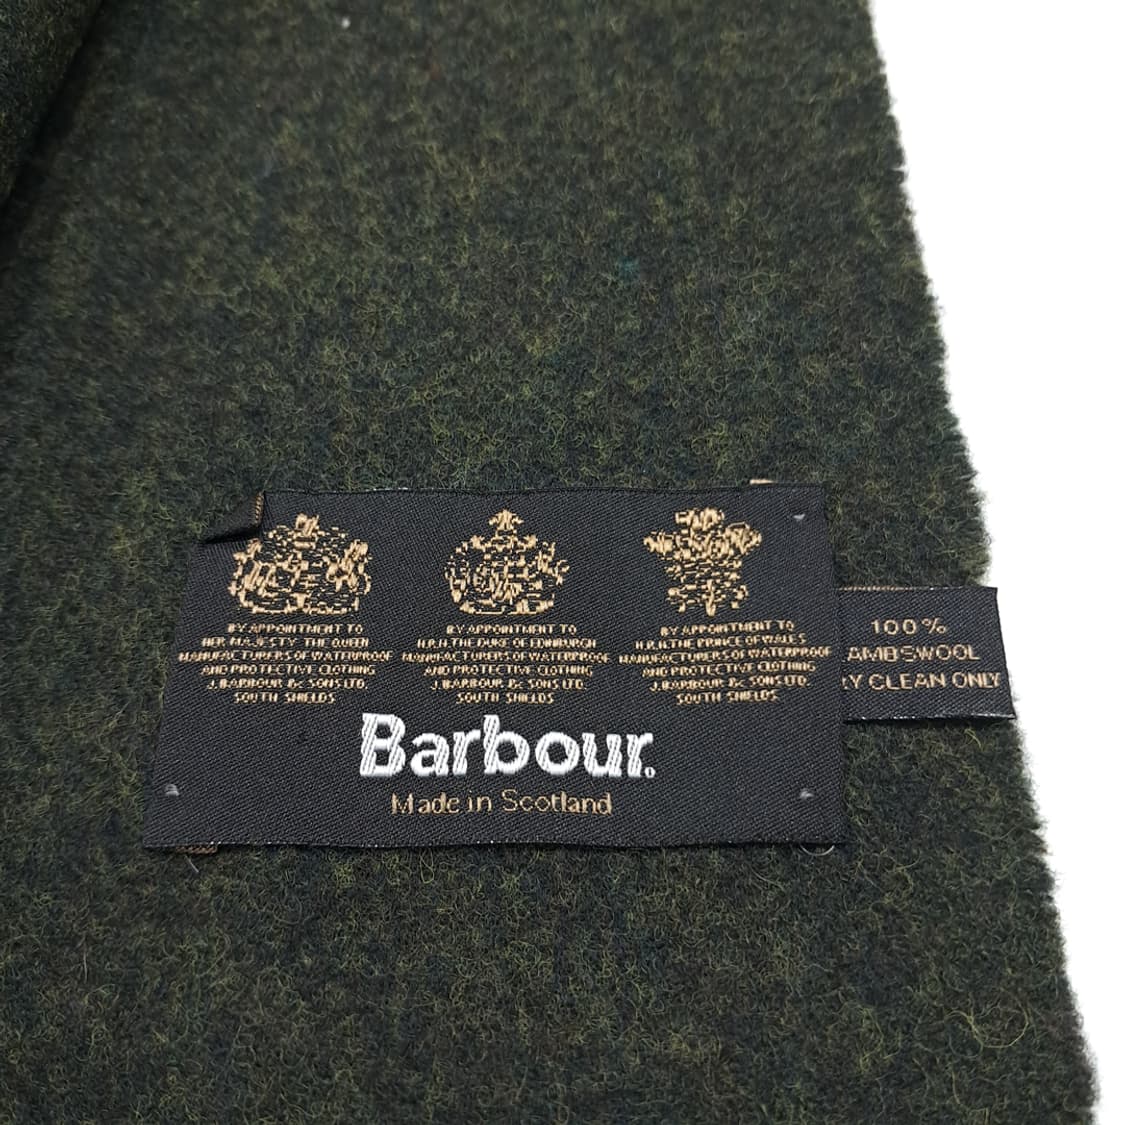 BY APPOINTMENT TO
HER MAJESTY THE QUEEN
MANUFACTURERS OF WATERPROOF
AND PROTECTIVE CLOTHING
J. BARBOUR & SONS LTD.
SOUTH SHIELDS
BY APPOINTMENT TO
H.R.H. THE DUKE OF EDINBURGH
MANUFACTURERS OF WATERPROOF
AND PROTECTIVE CLOTHING
J. BARBOUR & SONS LTD.
SOUTH SHIELDS
BY APPOINTMENT TO
H.R.H. THE PRINCE OF WALES
MANUFACTURERS OF WATERPROOF
AND PROTECTIVE CLOTHING
J. BARBOUR & SONS LTD.
SOUTH SHIELDS
Barbour.
Made in Scotland
100%
AMBSWOOL
RY CLEAN ONLY